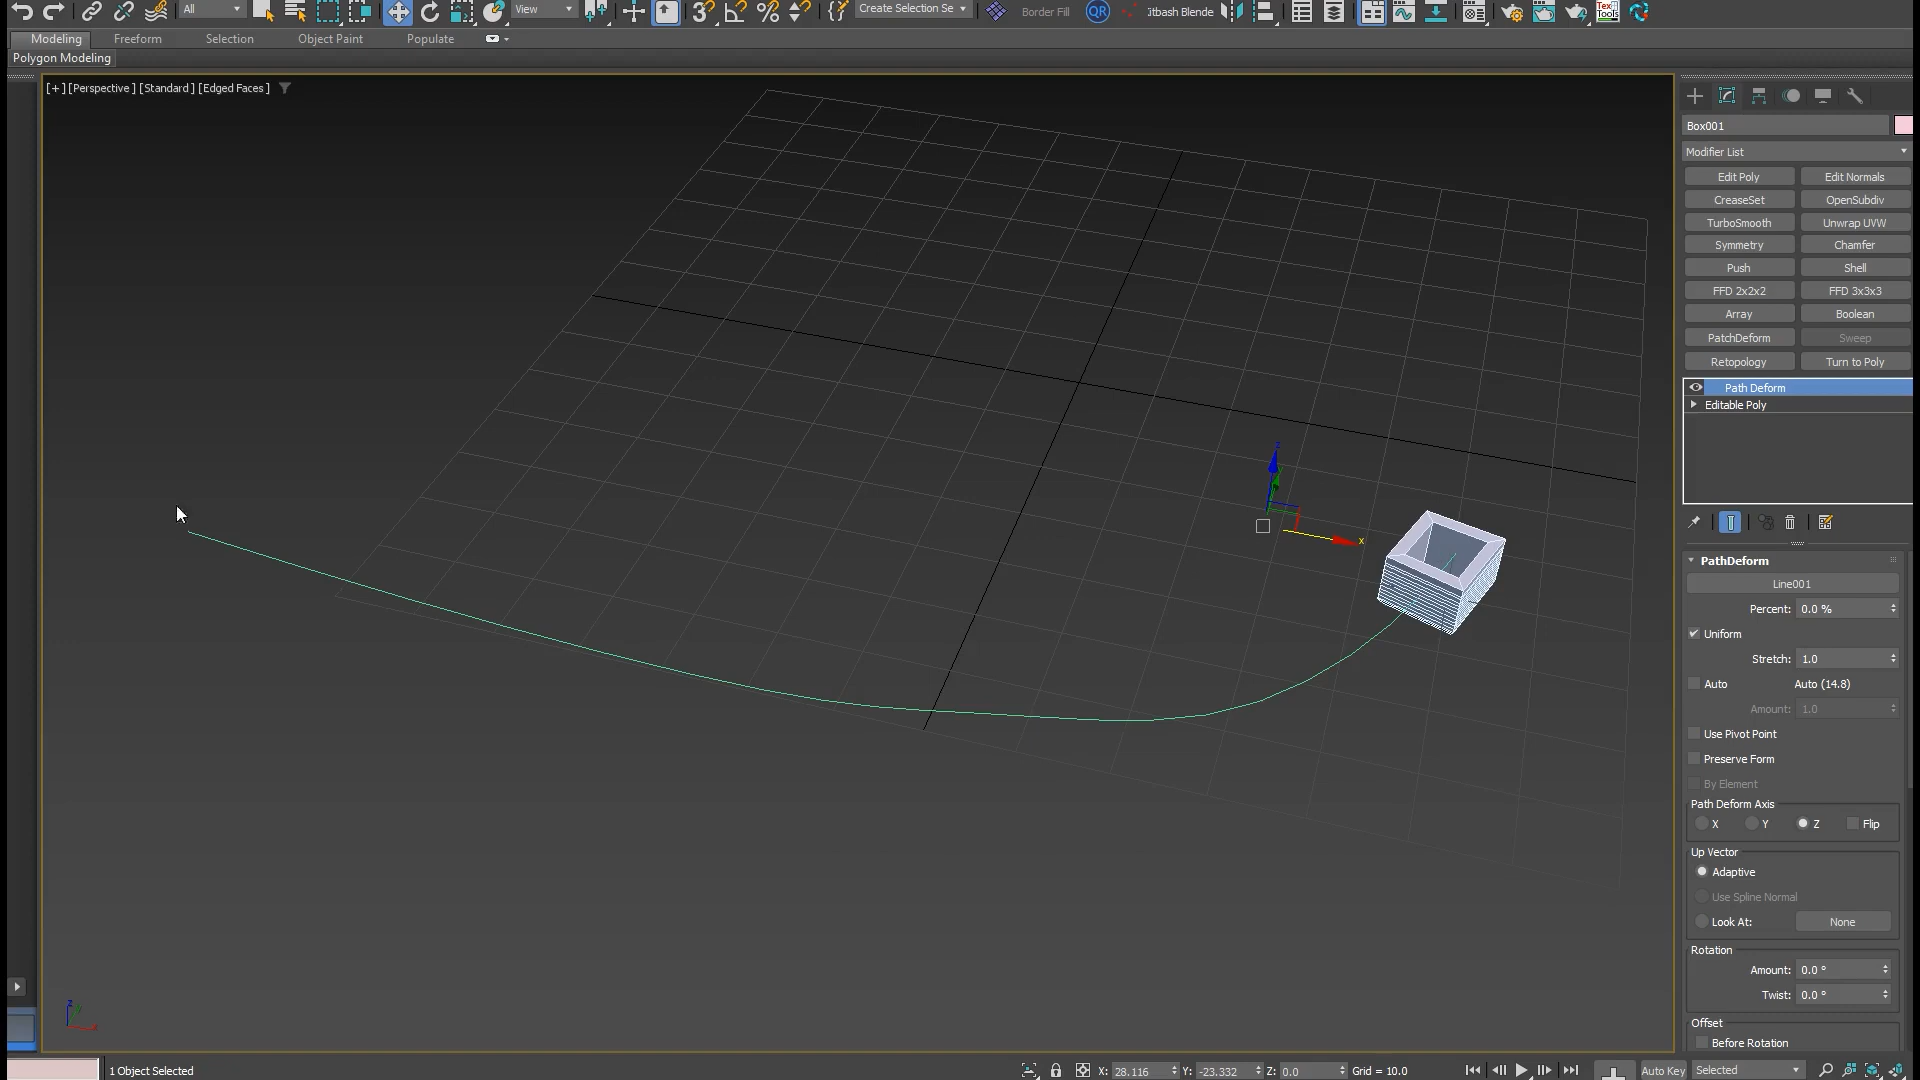 All
View
Create Selection Se
Border Fill
QR
itbash Blende
Tex
Tools
Modeling
Freeform
Selection
Object Paint
Populate
Polygon Modeling
[+] [Perspective ] [Standard ] [Edged Faces ]
Box001
Modifier List
Edit Poly
Edit Normals
CreaseSet
OpenSubdiv
TurboSmooth
Unwrap UVW
Symmetry
Chamfer
Push
Shell
FFD 2x2x2
FFD 3x3x3
Array
Boolean
PatchDeform
Sweep
Retopology
Turn to Poly
Path Deform
Editable Poly
z
x
PathDeform
Line001
Percent: 0.0 %
Uniform
Stretch: 1.0
Auto
Auto (14.8)
Amount: 1.0
Use Pivot Point
Preserve Form
By Element
Path Deform Axis
X Y Z Flip
Up Vector
Adaptive
Use Spline Normal
Look At: None
Rotation
Amount: 0.0 °
Twist: 0.0 °
Offset
Before Rotation
z
x
1 Object Selected
X: 28.116 Y: -23.332 Z: 0.0 Grid = 10.0
Auto Key
Selected